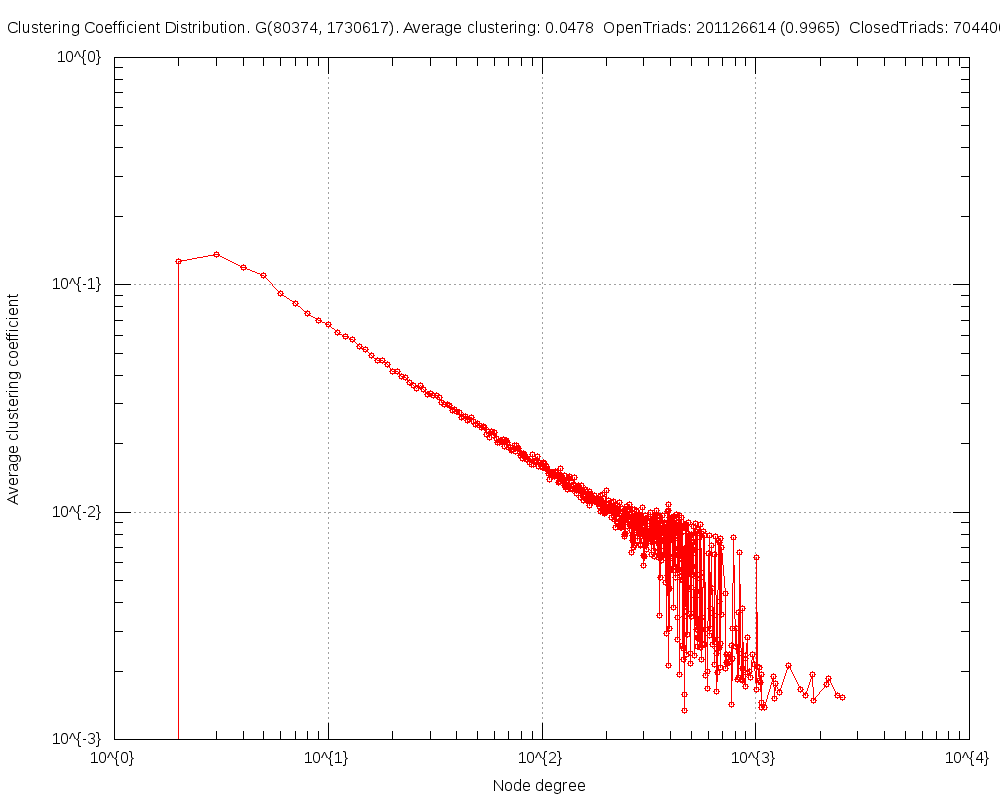 Clustering Coefficient Distribution. G(80374, 1730617). Average clustering: 0.0478  OpenTriads: 201126614 (0.9965)  ClosedTriads: 704406
10^{0}
10^{-1}
10^{-2}
10^{-3}
Average clustering coefficient
10^{0} 10^{1} 10^{2} 10^{3} 10^{4}
Node degree